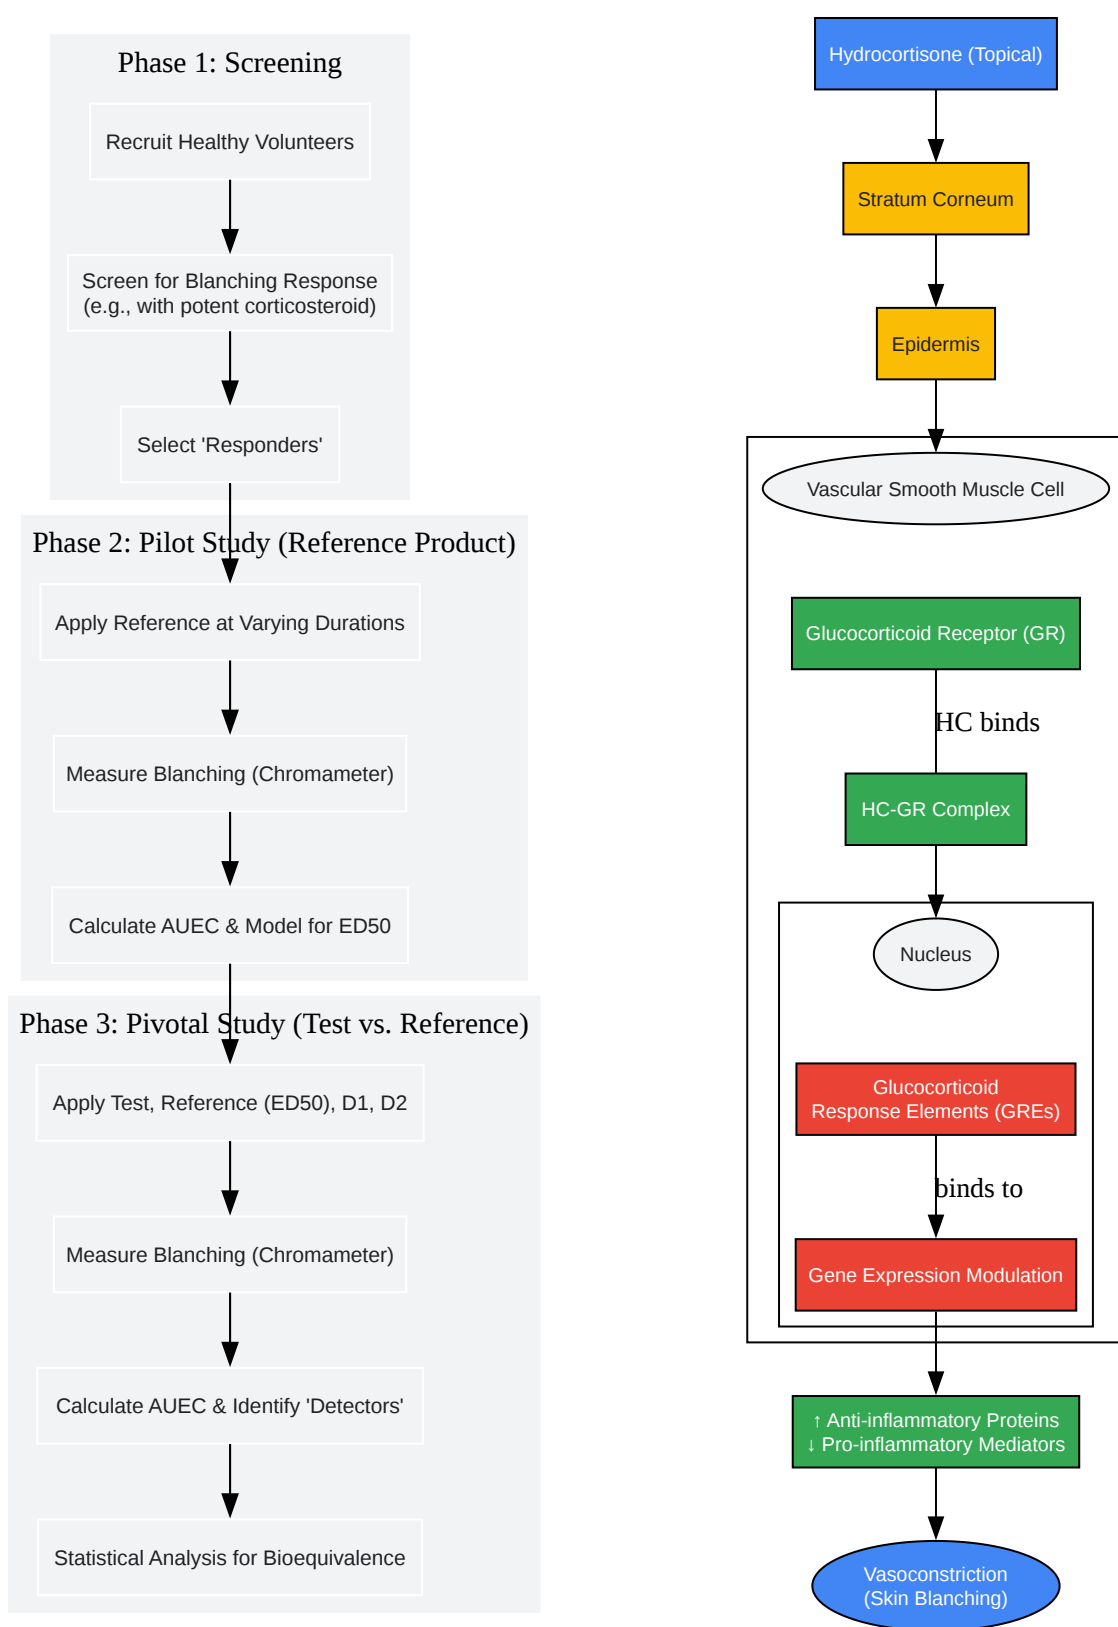 Phase 1: Screening
Recruit Healthy Volunteers
Screen for Blanching Response
(e.g., with potent corticosteroid)
Select 'Responders'
Phase 2: Pilot Study (Reference Product)
Apply Reference at Varying Durations
Measure Blanching (Chromameter)
Calculate AUEC & Model for ED50
Phase 3: Pivotal Study (Test vs. Reference)
Apply Test, Reference (ED50), D1, D2
Measure Blanching (Chromameter)
Calculate AUEC & Identify 'Detectors'
Statistical Analysis for Bioequivalence
Hydrocortisone (Topical)
Stratum Corneum
Epidermis
Vascular Smooth Muscle Cell
Glucocorticoid Receptor (GR)
HC binds
HC-GR Complex
Nucleus
Glucocorticoid
Response Elements (GREs)
binds to
Gene Expression Modulation
↑ Anti-inflammatory Proteins
↓ Pro-inflammatory Mediators
Vasoconstriction
(Skin Blanching)